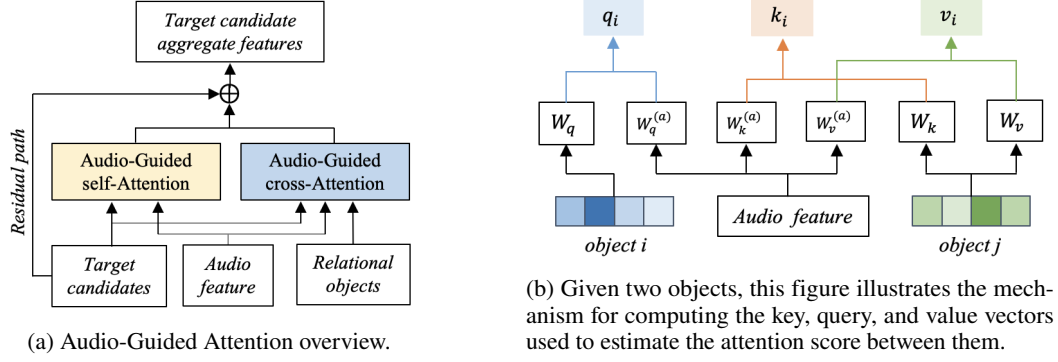 Target candidate
aggregate features
Residual path
Audio-Guided
self-Attention
Audio-Guided
cross-Attention
Target
candidates
Audio
feature
Relational
objects
(a) Audio-Guided Attention overview.
q_i
k_i
v_i
W_q
W_q^{(a)}
W_k^{(a)}
W_v^{(a)}
W_k
W_v
Audio feature
object i
object j
(b) Given two objects, this figure illustrates the mech-
anism for computing the key, query, and value vectors
used to estimate the attention score between them.